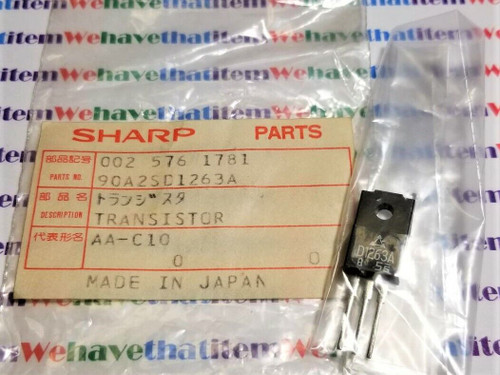 Wehavethatitem Wehavethatitem
SHARP PARTS
部品記号 002 576 1781
PARTS NO 90A2SD1263A
部品名 トランジスタ
DESCRIPTION TRANSISTOR
代表形名 AA-C10
0 0
MADE IN JAPAN
D1263A
itemWehavethatitemWehavethatitem